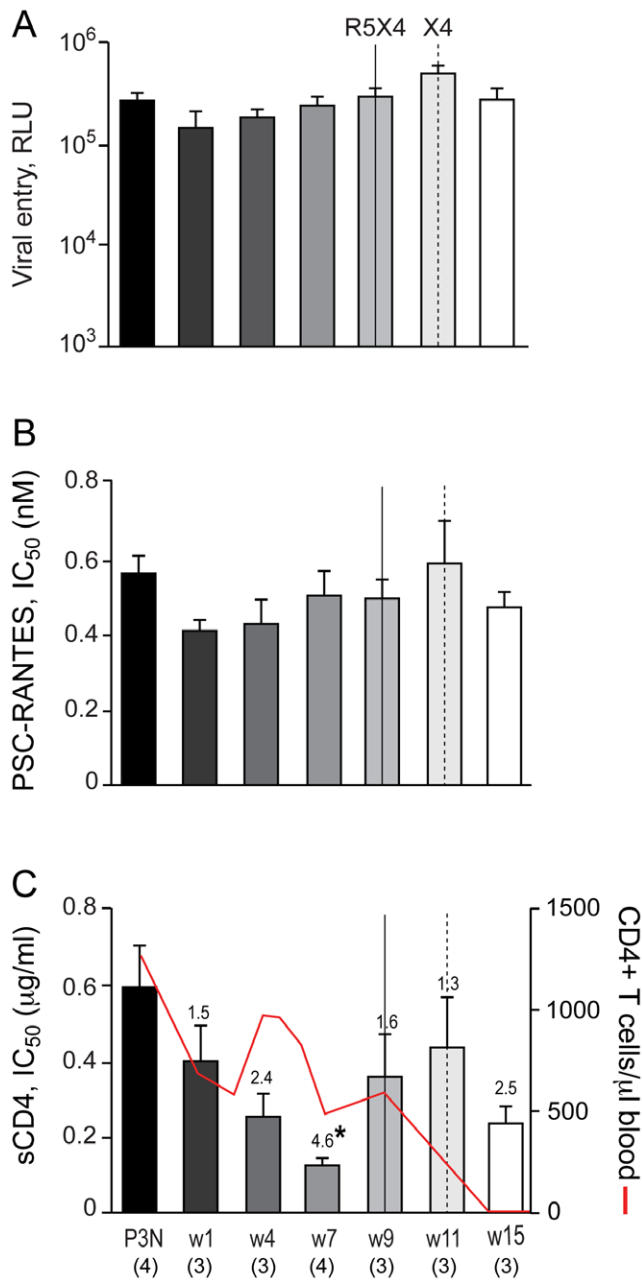 A
R5X4 X4
Viral entry, RLU
10⁶
10⁵
10⁴
10³
B
PSC-RANTES, IC₅₀ (nM)
0.8
0.6
0.4
0.2
0
C
sCD4, IC₅₀ (µg/ml)
0.8
0.6
0.4
0.2
0
1.5
2.4
4.6*
1.6
1.3
2.5
1500
1000
500
0
CD4+ T cells/µl blood
P3N w1 w4 w7 w9 w11 w15
(4) (3) (3) (4) (3) (3) (3)